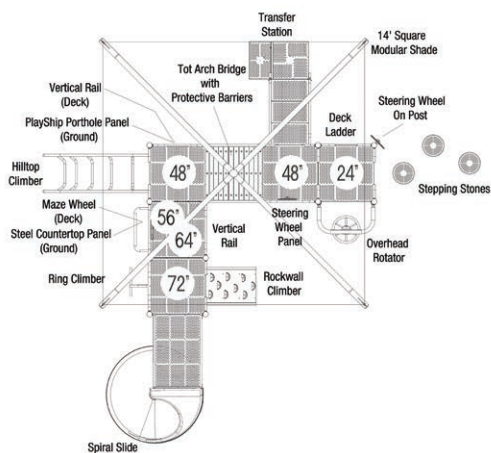 Transfer
Station
14' Square
Modular Shade
Tot Arch Bridge
with
Protective Barriers
Vertical Rail
(Deck)
PlayShip Porthole Panel
(Ground)
Deck
Ladder
Steering Wheel
On Post
Hilltop
Climber
48"
48"
24"
Stepping Stones
Maze Wheel
(Deck)
Steel Countertop Panel
(Ground)
56"
64"
Vertical
Rail
Steering
Wheel
Panel
Overhead
Rotator
Ring Climber
72"
Rockwall
Climber
Spiral Slide